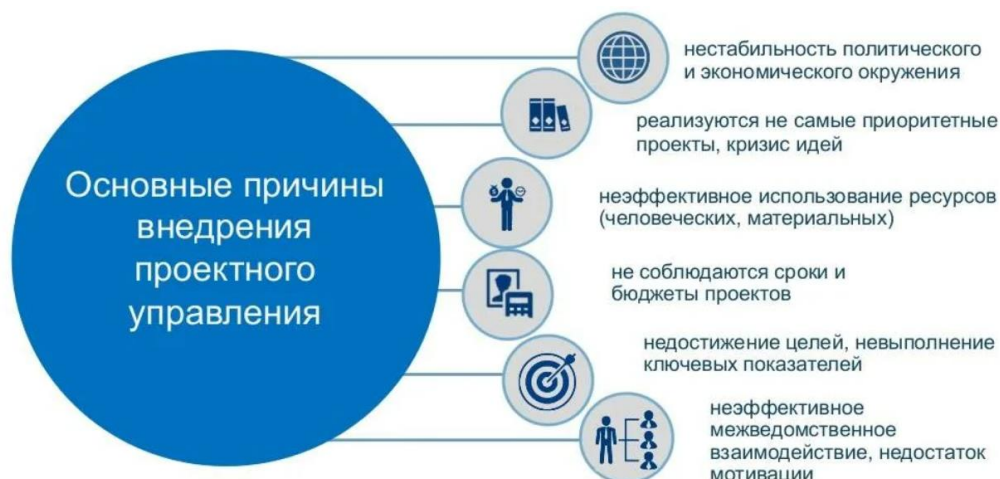 Основные причины
внедрения
проектного
управления
нестабильность политического
и экономического окружения
реализуются не самые приоритетные
проекты, кризис идей
неэффективное использование ресурсов
(человеческих, материальных)
не соблюдаются сроки и
бюджеты проектов
недостижение целей, невыполнение
ключевых показателей
неэффективное
межведомственное
взаимодействие, недостаток
мотивации